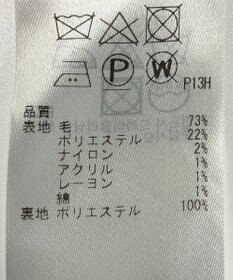 P W P13H
品質
表地 毛 73%
ポリエステル 22%
ナイロン 2%
アクリル 1%
レーヨン 1%
綿 1%
裏地 ポリエステル 100%